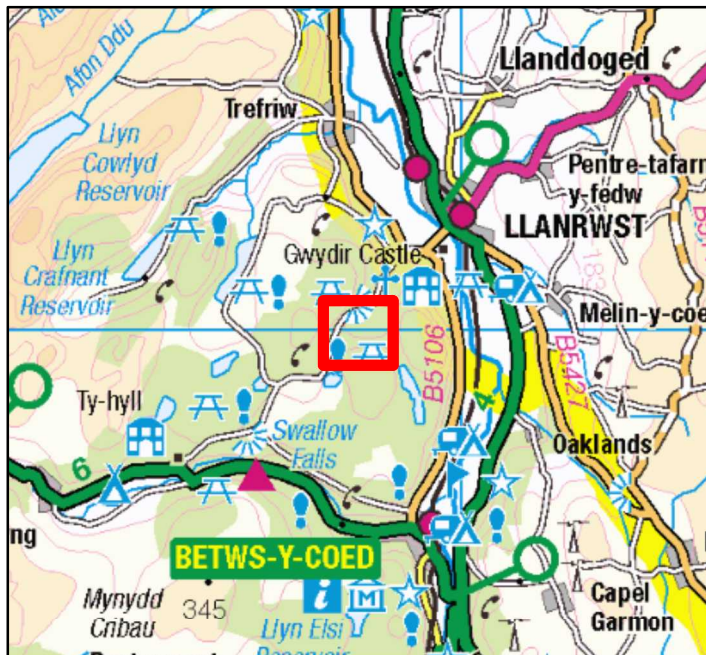 Afon Ddu
Llanddoged
Trefriw
Llyn
Cowlyd
Reservoir
Pentre-tafarn
y-fedw
LLANRWST
Llyn
Crafnant
Reservoir
Gwydir Castle
B5106
Melin-y-coe
B5427
4
Ty-hyll
Swallow
Falls
Oaklands
6
ng
BETWS-Y-COED
Mynydd
Cribau
345
i
M
Llyn Elsi
Reservoir
Capel
Garmon